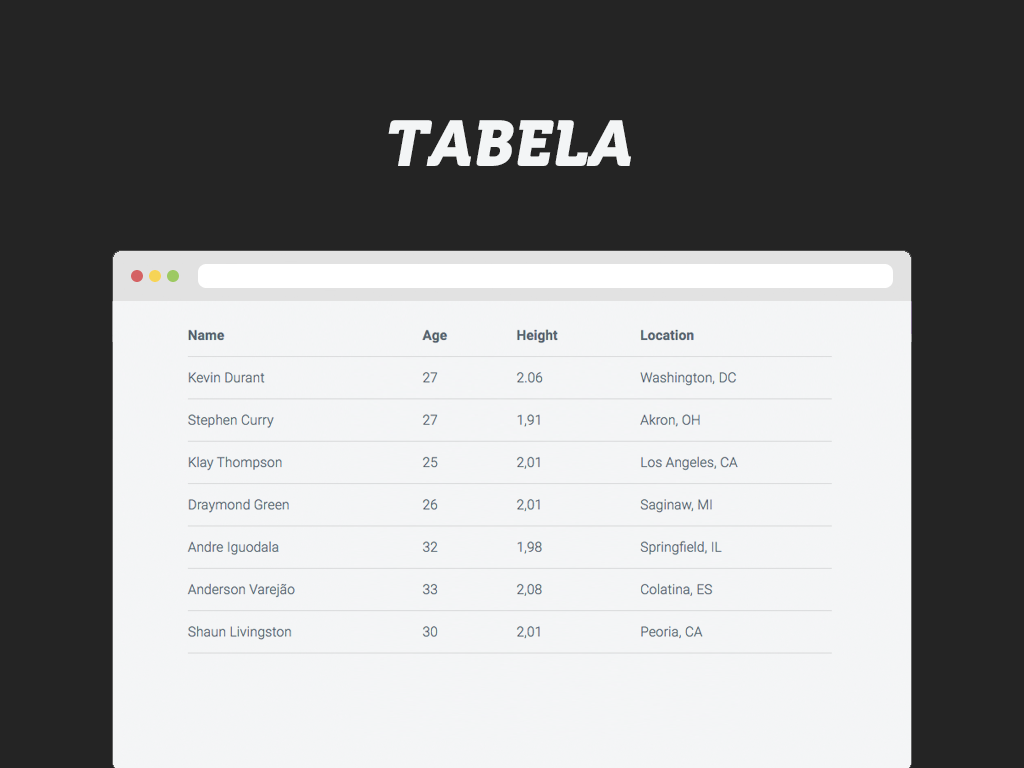 TABELA
Name Age Height Location
Kevin Durant 27 2.06 Washington, DC
Stephen Curry 27 1,91 Akron, OH
Klay Thompson 25 2,01 Los Angeles, CA
Draymond Green 26 2,01 Saginaw, MI
Andre Iguodala 32 1,98 Springfield, IL
Anderson Varejão 33 2,08 Colatina, ES
Shaun Livingston 30 2,01 Peoria, CA